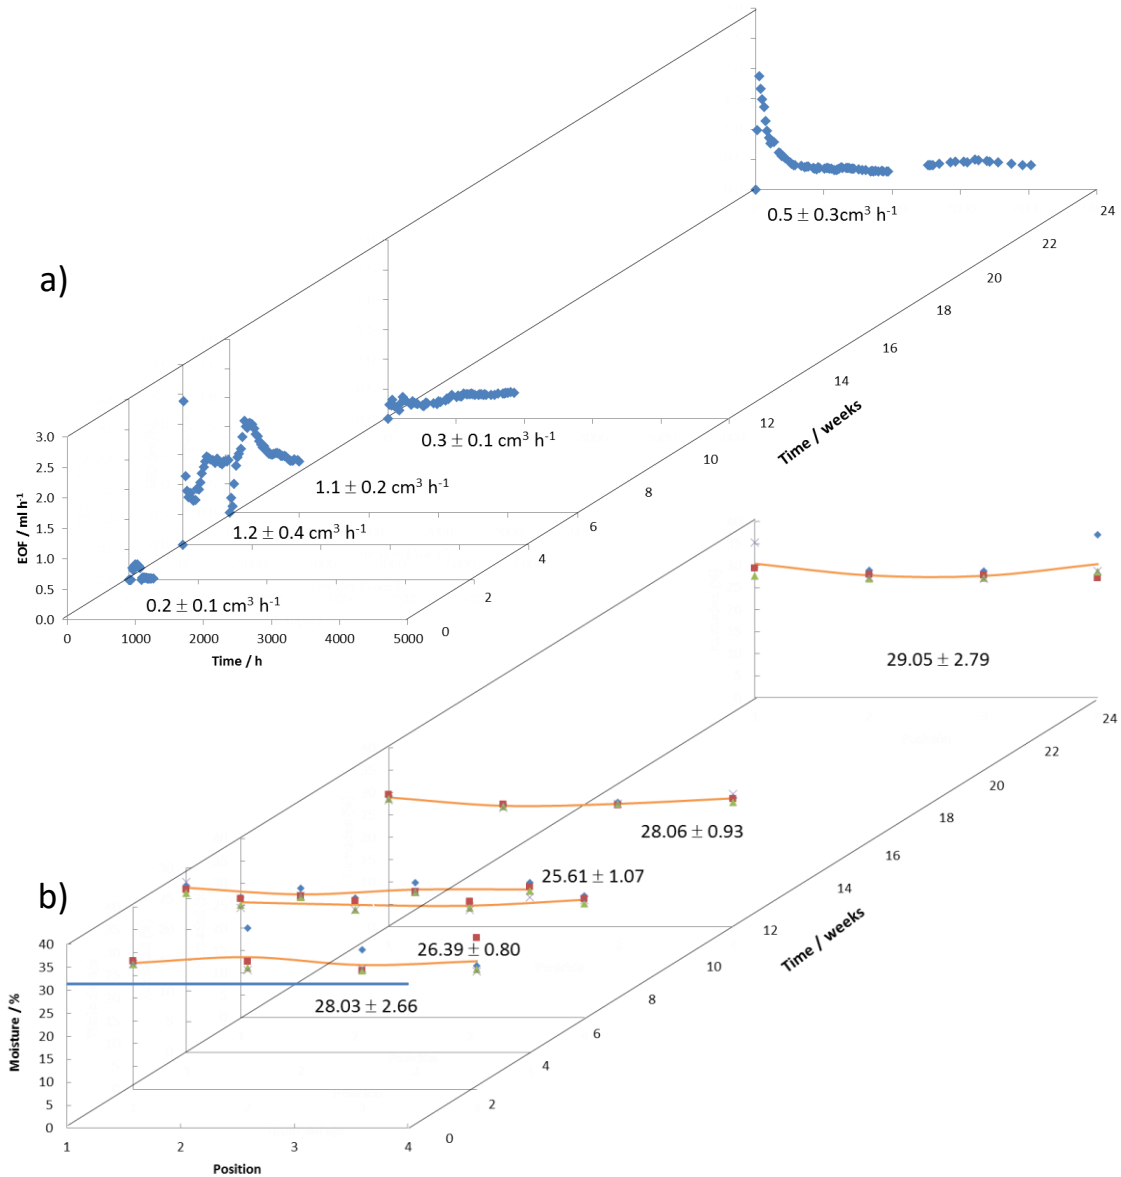 24
0.5 ± 0.3cm³ h⁻¹
22
a)
20
18
16
14
Time / weeks
12
0.3 ± 0.1 cm³ h⁻¹
10
1.1 ± 0.2 cm³ h⁻¹
8
6
1.2 ± 0.4 cm³ h⁻¹
4
2
0.2 ± 0.1 cm³ h⁻¹
0
EOF / ml h⁻¹
3.0
2.5
2.0
1.5
1.0
0.5
0.0
0 1000 2000 3000 4000 5000
Time / h
29.05 ± 2.79
24
22
20
18
28.06 ± 0.93
16
25.61 ± 1.07
14
b)
12
Time / weeks
26.39 ± 0.80
10
8
28.03 ± 2.66
6
4
2
0
Moisture / %
40
35
30
25
20
15
10
5
0
1 2 3 4
Position